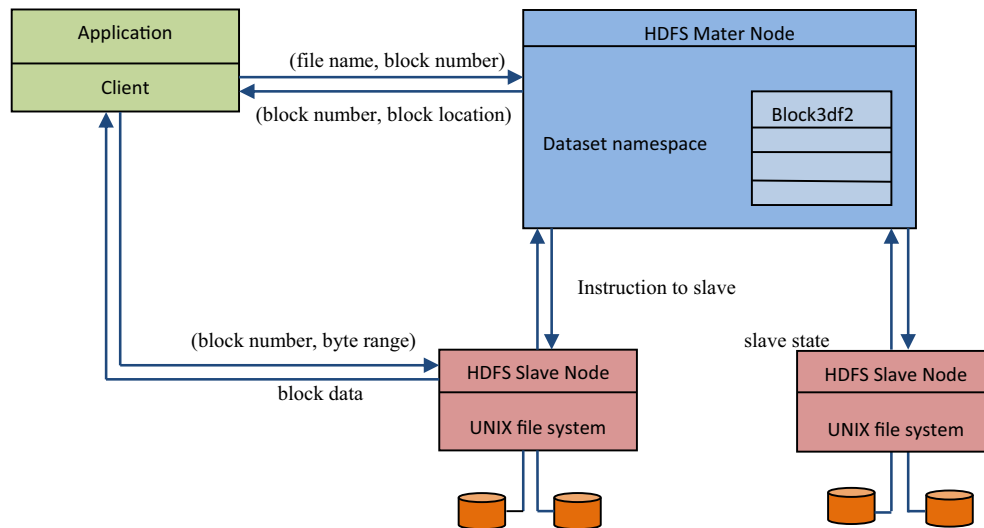 Application
Client
(file name, block number)
(block number, block location)
HDFS Mater Node
Block3df2
Dataset namespace
Instruction to slave
(block number, byte range)
block data
slave state
HDFS Slave Node
UNIX file system
HDFS Slave Node
UNIX file system